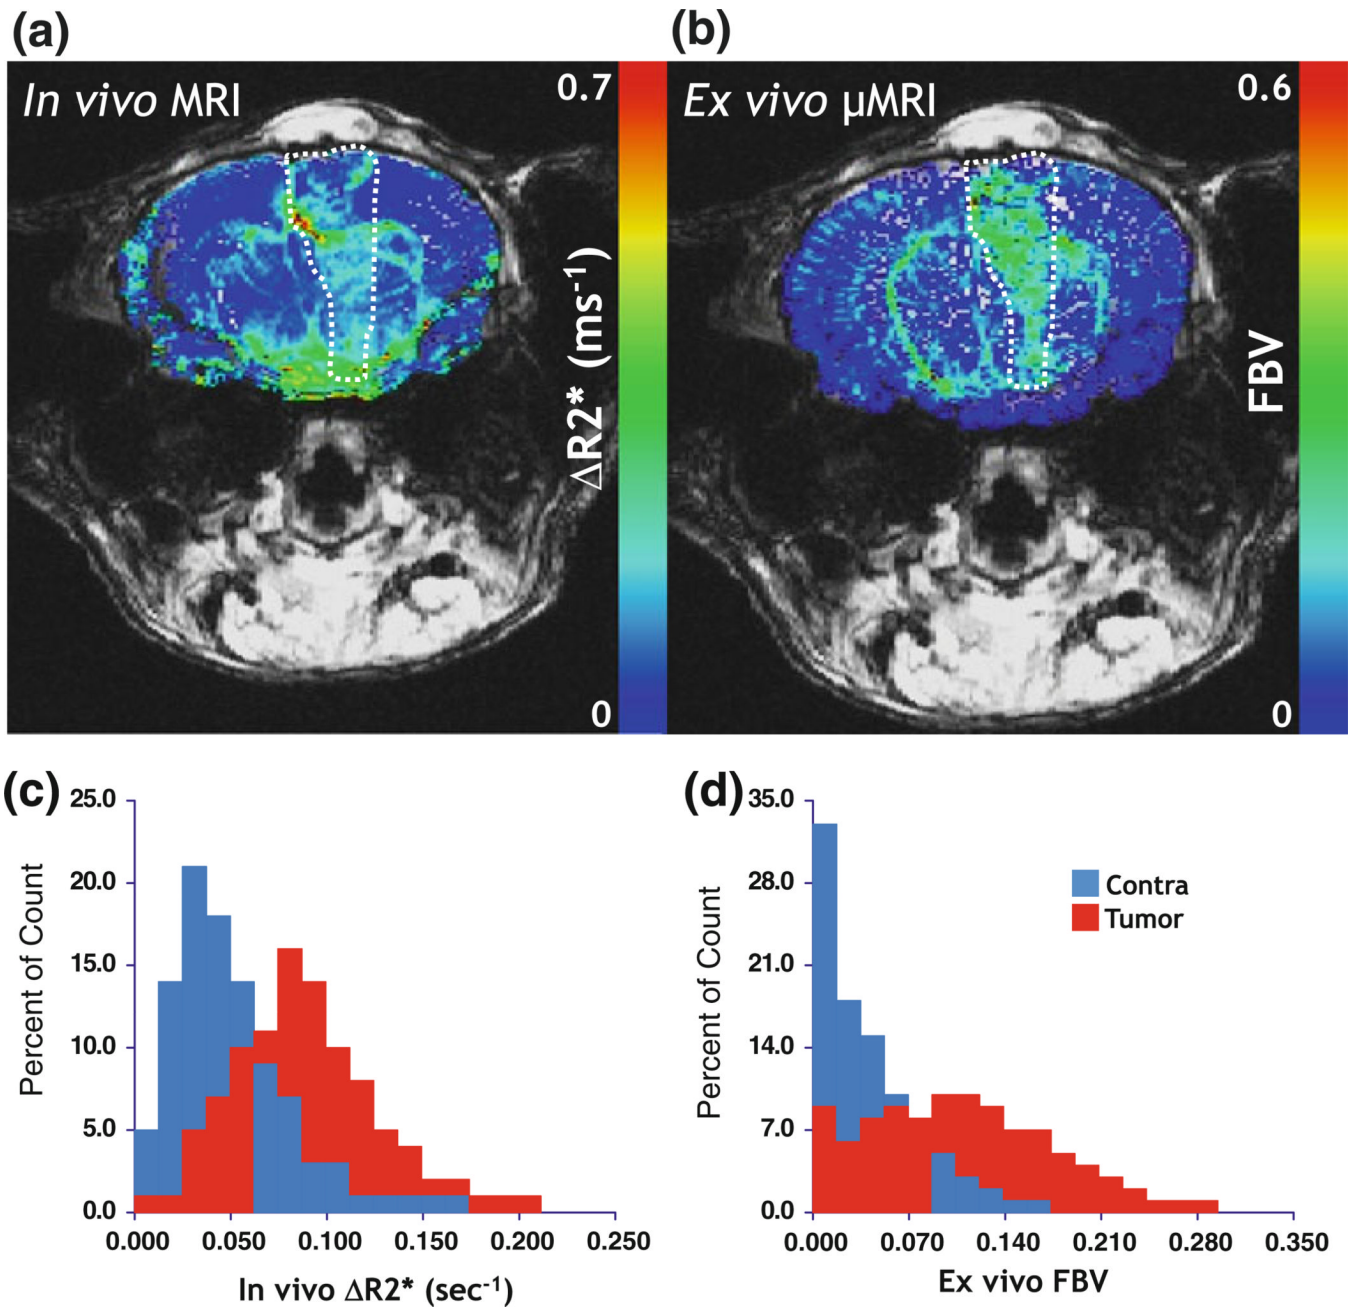 (a)
In vivo MRI
0.7
ΔR2* (ms⁻¹)
0
(b)
Ex vivo μMRI
0.6
FBV
0
(c)
25.0
20.0
15.0
10.0
5.0
0.0
Percent of Count
0.000 0.050 0.100 0.150 0.200 0.250
In vivo ΔR2* (sec⁻¹)
(d)
35.0
28.0
21.0
14.0
7.0
0.0
Percent of Count
Contra
Tumor
0.000 0.070 0.140 0.210 0.280 0.350
Ex vivo FBV